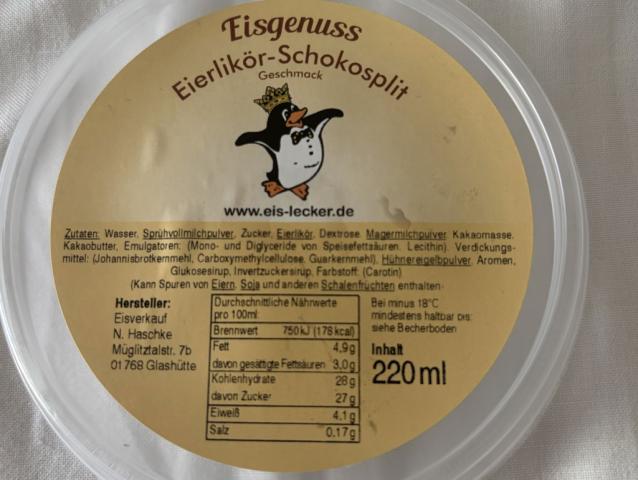 Eisgenuss
Eierlikör-Schokosplit
Geschmack
www.eis-lecker.de
Zutaten: Wasser, Sprühvollmilchpulver, Zucker, Eierlikör, Dextrose, Magermilchpulver, Kakaomasse,
Kakaobutter, Emulgatoren: (Mono- und Diglyceride von Speisefettsäuren, Lecithin), Verdickungs-
mittel: (Johannisbrotkernmehl, Carboxymethylcellulose, Guarkernmehl), Hühnereigelbpulver, Aromen,
Glukosesirup, Invertzuckersirup, Farbstoff: (Carotin)
(Kann Spuren von Eiern, Soja und anderen Schalenfrüchten enthalten
Hersteller:
Eisverkauf
N. Haschke
Müglitztalstr. 7b
01768 Glashütte
Durchschnittliche Nährwerte
pro 100ml:
Brennwert 750kJ (178 kcal)
Fett 4,9g
davon gesättigte Fettsäuren 3,0g
Kohlenhydrate 28g
davon Zucker 27g
Eiweiß 4,1g
Salz 0,17g
Bei minus 18°C
mindestens haltbar bis:
siehe Becherboden
Inhalt
220ml